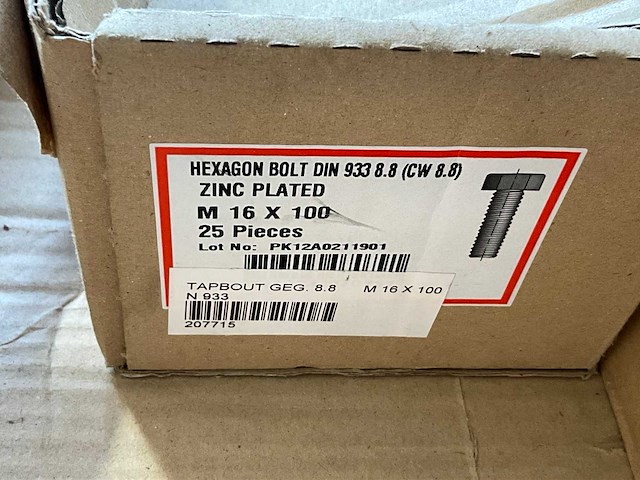 HEXAGON BOLT DIN 933 8.8 (CW 8.8)
ZINC PLATED
M 16 X 100
25 Pieces
Lot No: PK12A0211901
TAPBOUT GEG. 8.8 M 16 X 100
N 933
207715